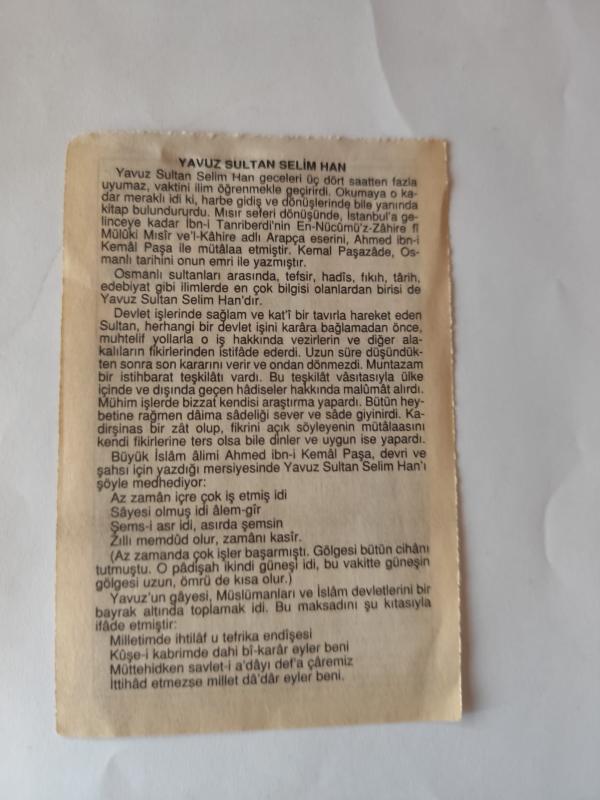 YAVUZ SULTAN SELİM HAN
Yavuz Sultan Selim Han geceleri üç dört saatten fazla
uyumaz, vaktini ilim öğrenmekle geçirirdi. Okumaya o ka-
dar meraklı idi ki, harbe gidiş ve dönüşlerinde bile yanında
kitap bulundururdu. Mısır seferi dönüşünde, İstanbul'a ge-
linceye kadar İbn-i Tanriberdi'nin En-Nücûmü'z-Zâhire fî
Mülûki Mısır ve'l-Kâhire adlı Arapça eserini, Ahmed ibn-i
Kemâl Paşa ile mütâlaa etmiştir. Kemal Paşazâde, Os-
manlı tarihini onun emri ile yazmıştır.
Osmanlı sultanları arasında, tefsir, hadîs, fıkıh, târih,
edebiyat gibi ilimlerde en çok bilgisi olanlardan birisi de
Yavuz Sultan Selim Han'dır.
Devlet işlerinde sağlam ve kat'î bir tavırla hareket eden
Sultan, herhangi bir devlet işini karâra bağlamadan önce,
muhtelif yollarla o iş hakkında vezirlerin ve diğer ala-
kalıların fikirlerinden istifâde ederdi. Uzun süre düşündük-
ten sonra son kararını verir ve ondan dönmezdi. Muntazam
bir istihbarat teşkilâtı vardı. Bu teşkilât vâsıtasıyla ülke
içinde ve dışında geçen hâdiseler hakkında malûmât alırdı.
Mühim işlerde bizzat kendisi araştırma yapardı. Bütün hey-
betine rağmen dâima sâdeliği sever ve sâde giyinirdi. Ka-
dirşinas bir zât olup, fikrini açık söyleyenin mütâlaasını
kendi fikirlerine ters olsa bile dinler ve uygun ise yapardı.
Büyük İslâm âlimi Ahmed ibn-i Kemâl Paşa, devri ve
şahsı için yazdığı mersiyesinde Yavuz Sultan Selim Han'ı
şöyle medhediyor:
Az zamân içre çok iş etmiş idi
Sâyesi olmuş idi âlem-gîr
Şems-i asr idi, asırda şemsin
Zıllı memdûd olur, zamânı kasîr.
(Az zamanda çok işler başarmıştı. Gölgesi bütün cihânı
tutmuştu. O pâdişah ikindi güneşi idi, bu vakitte güneşin
gölgesi uzun, ömrü de kısa olur.)
Yavuz'un gâyesi, Müslümanları ve İslâm devletlerini bir
bayrak altında toplamak idi. Bu maksadını şu kıtasıyla
ifâde etmiştir:
Milletimde ihtilâf u tefrika endîşesi
Kûşe-i kabrimde dahi bî-karâr eyler beni
Müttehidken savlet-i a'dâyı def'a çâremiz
İttihâd etmezse millet dâ'dâr eyler beni.